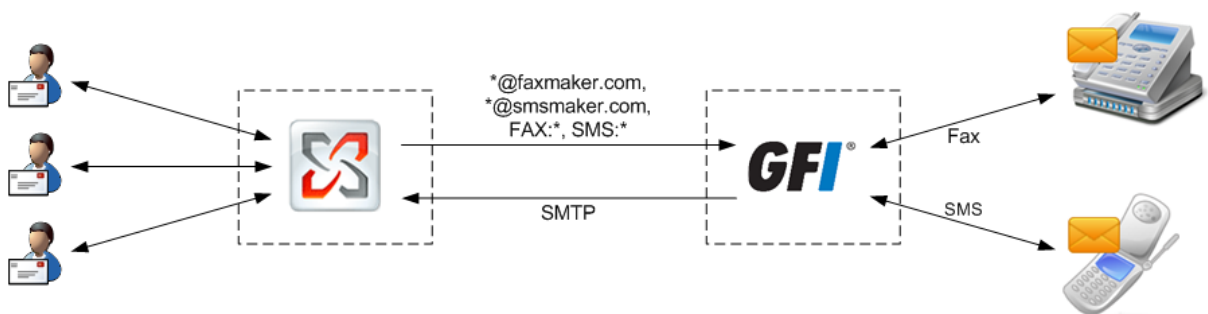 *@faxmaker.com,
*@smsmaker.com,
FAX:*, SMS:*
SMTP
GFI®
Fax
SMS